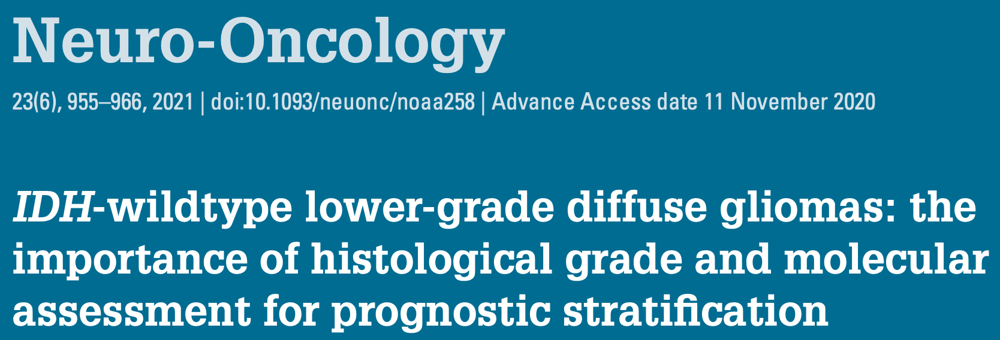 Neuro-Oncology
23(6), 955–966, 2021 | doi:10.1093/neuonc/noaa258 | Advance Access date 11 November 2020
IDH-wildtype lower-grade diffuse gliomas: the
importance of histological grade and molecular
assessment for prognostic stratification